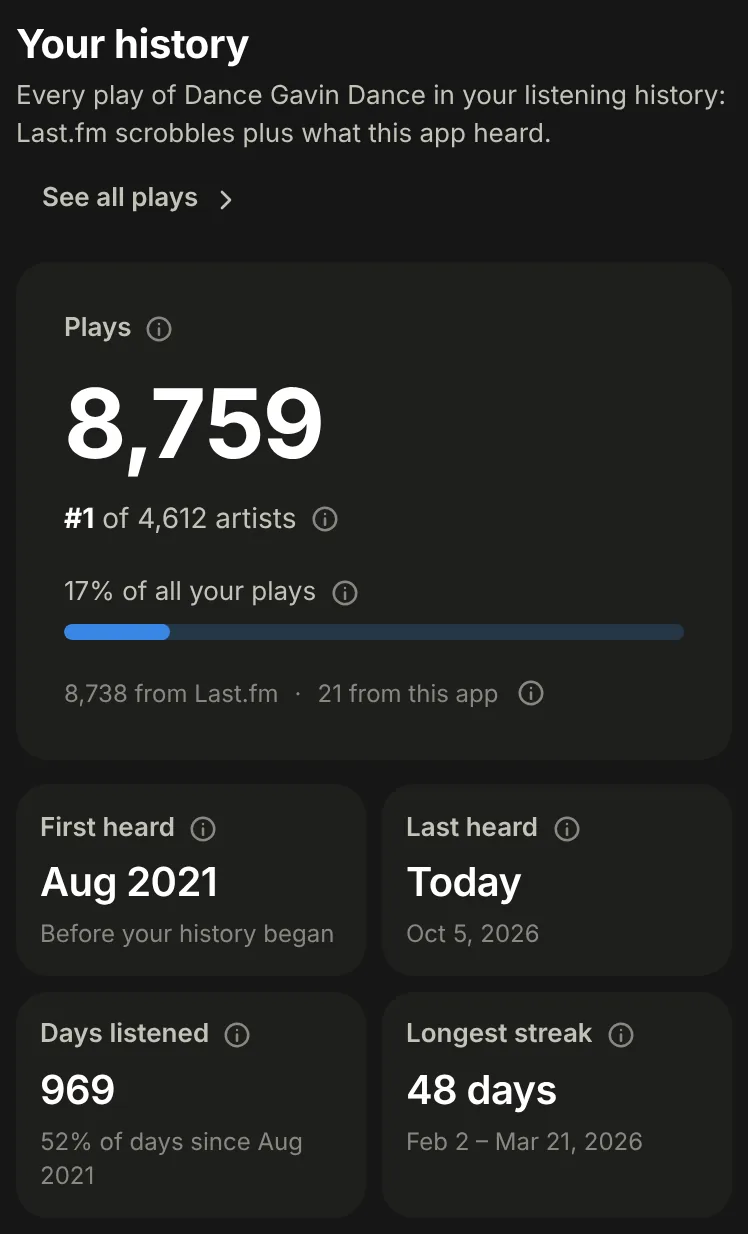 Your history
Every play of Dance Gavin Dance in your listening history:
Last.fm scrobbles plus what this app heard.
See all plays
Plays
8,759
#1 of 4,612 artists
17% of all your plays
8,738 from Last.fm · 21 from this app
First heard
Aug 2021
Before your history began
Last heard
Today
Oct 5, 2026
Days listened
969
52% of days since Aug
2021
Longest streak
48 days
Feb 2 – Mar 21, 2026